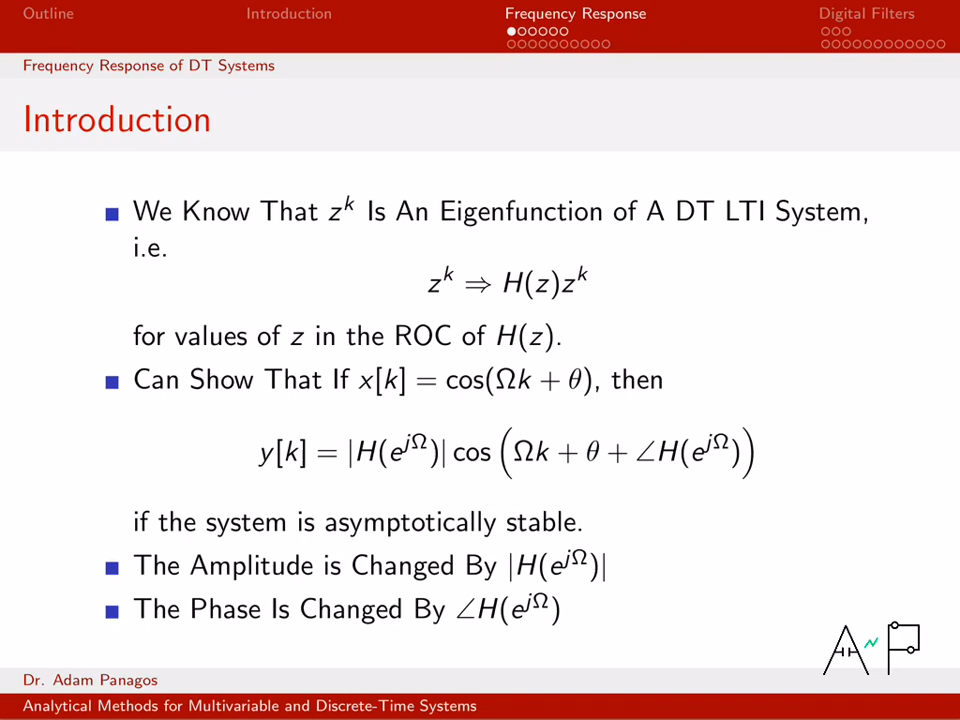 Outline Introduction Frequency Response Digital Filters
Frequency Response of DT Systems
Introduction
We Know That z^k Is An Eigenfunction of A DT LTI System,
i.e.
z^k ⇒ H(z)z^k
for values of z in the ROC of H(z).
Can Show That If x[k] = cos(Ωk + θ), then
y[k] = |H(e^{jΩ})| cos (Ωk + θ + ∠H(e^{jΩ}))
if the system is asymptotically stable.
The Amplitude is Changed By |H(e^{jΩ})|
The Phase Is Changed By ∠H(e^{jΩ})
Dr. Adam Panagos
Analytical Methods for Multivariable and Discrete-Time Systems